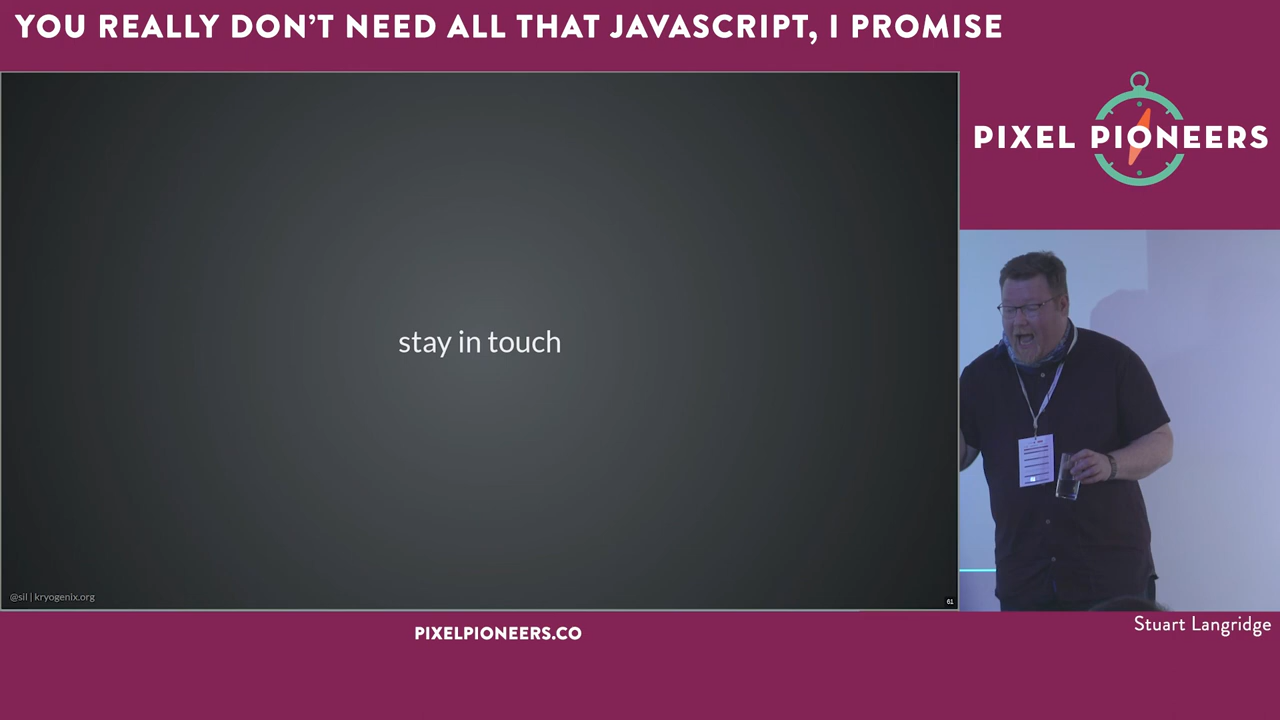 YOU REALLY DON'T NEED ALL THAT JAVASCRIPT, I PROMISE
PIXEL PIONEERS
stay in touch
@sil | kryogenix.org
61
Stuart Langridge
PIXELPIONEERS.CO